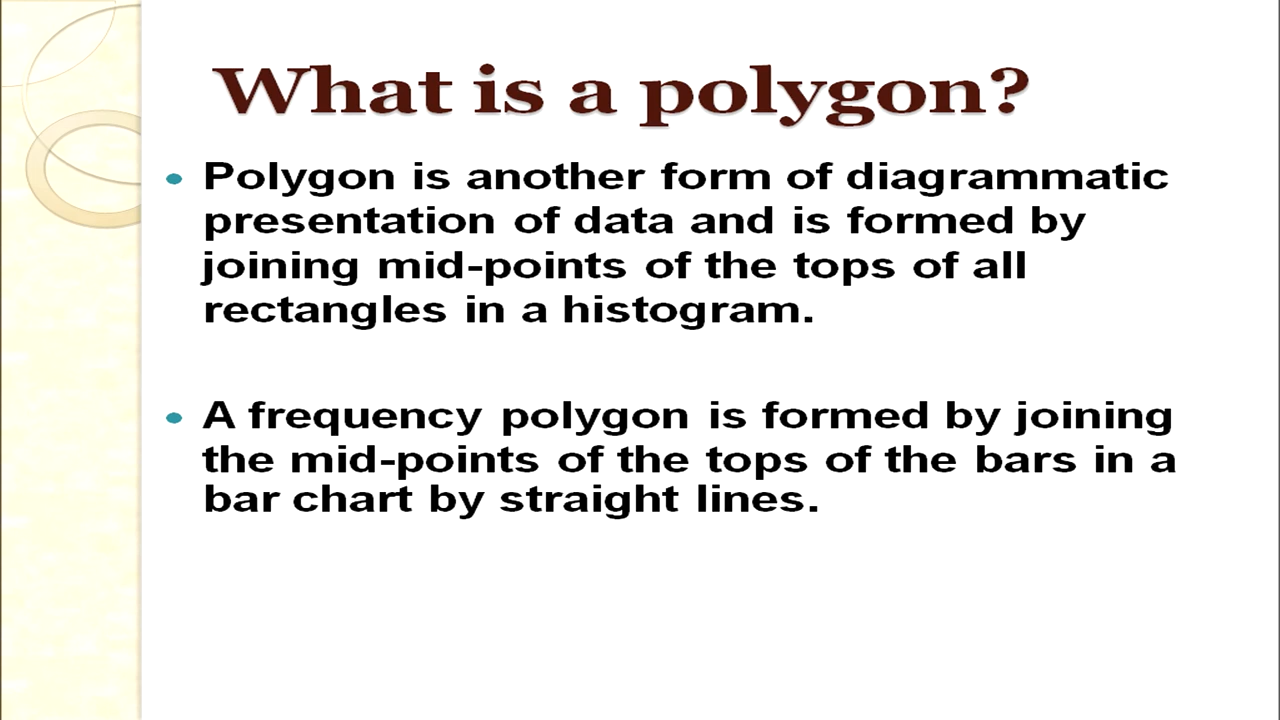 What is a polygon?
• Polygon is another form of diagrammatic
presentation of data and is formed by
joining mid-points of the tops of all
rectangles in a histogram.
• A frequency polygon is formed by joining
the mid-points of the tops of the bars in a
bar chart by straight lines.